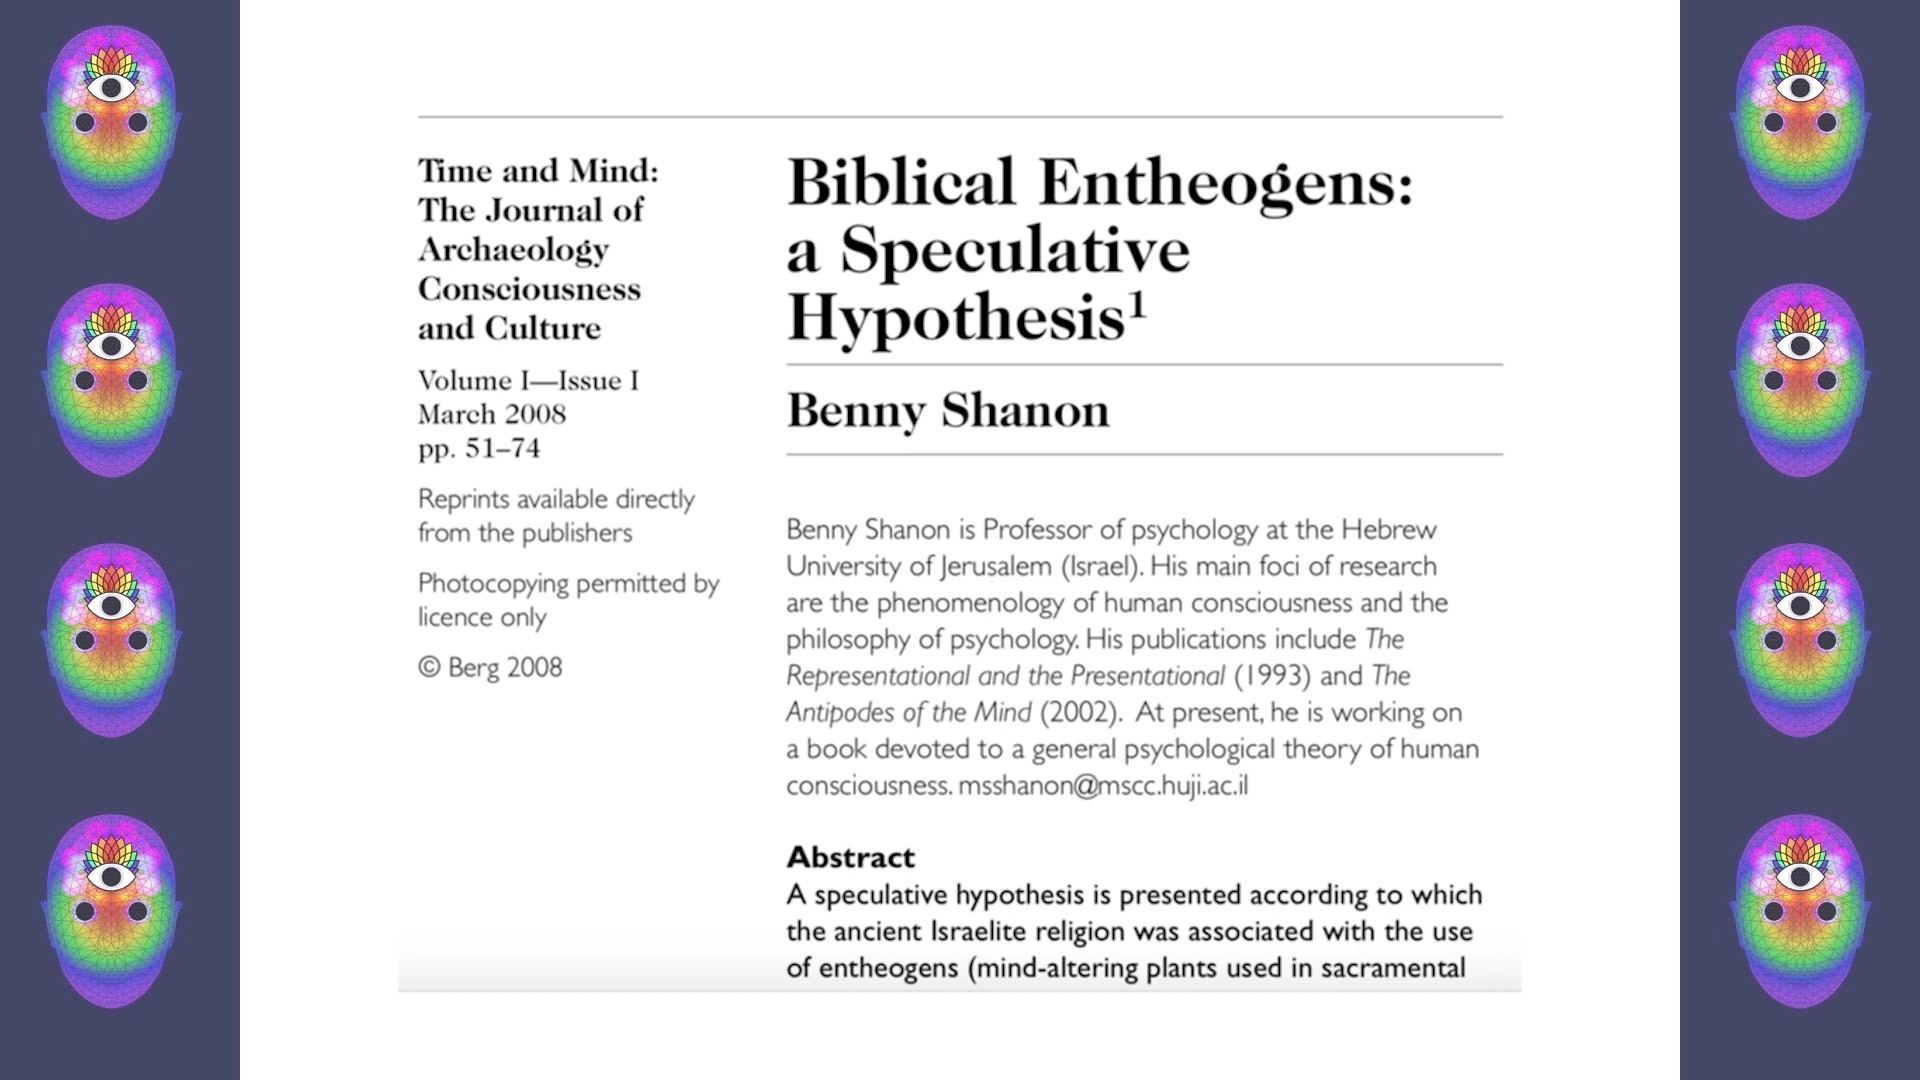 Time and Mind:
The Journal of
Archaeology
Consciousness
and Culture
Volume I—Issue I
March 2008
pp. 51–74
Reprints available directly
from the publishers
Photocopying permitted by
licence only
© Berg 2008
Biblical Entheogens:
a Speculative
Hypothesis¹
Benny Shanon
Benny Shanon is Professor of psychology at the Hebrew
University of Jerusalem (Israel). His main foci of research
are the phenomenology of human consciousness and the
philosophy of psychology. His publications include The
Representational and the Presentational (1993) and The
Antipodes of the Mind (2002). At present, he is working on
a book devoted to a general psychological theory of human
consciousness. msshanon@mscc.huji.ac.il
Abstract
A speculative hypothesis is presented according to which
the ancient Israelite religion was associated with the use
of entheogens (mind-altering plants used in sacramental